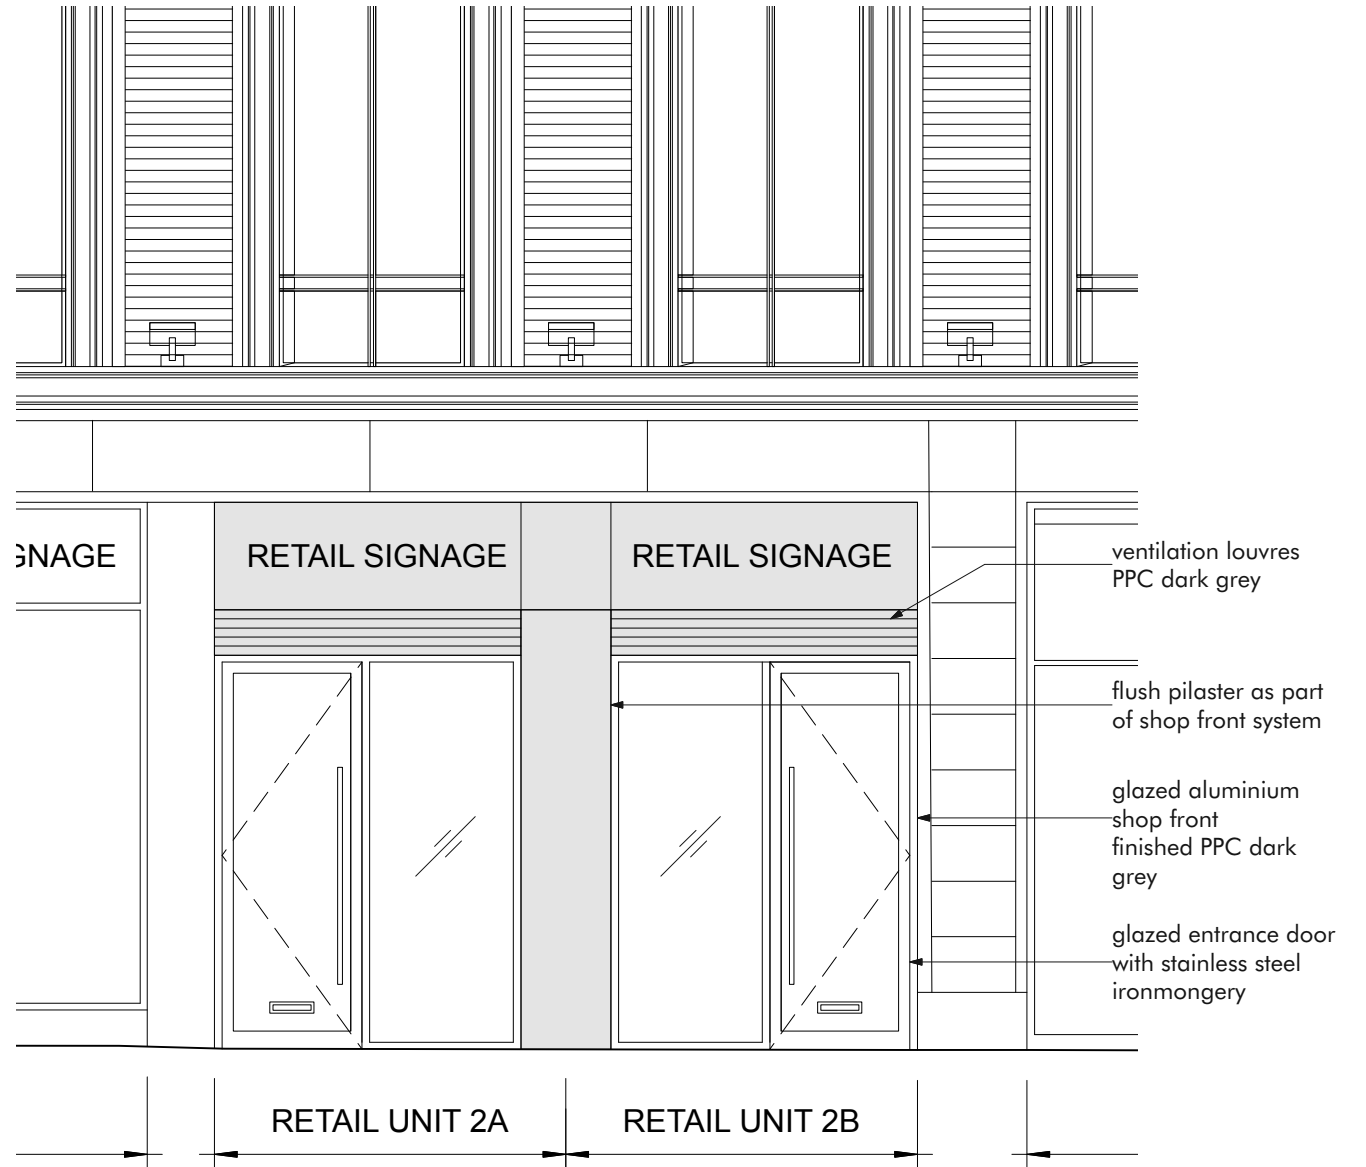 GNAGE
RETAIL SIGNAGE
RETAIL SIGNAGE
ventilation louvres
PPC dark grey
flush pilaster as part
of shop front system
glazed aluminium
shop front
finished PPC dark
grey
glazed entrance door
with stainless steel
ironmongery
RETAIL UNIT 2A
RETAIL UNIT 2B